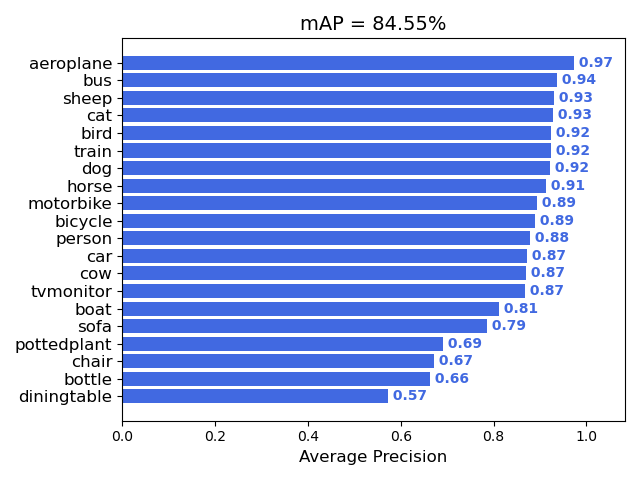 mAP = 84.55%
aeroplane 0.97
bus 0.94
sheep 0.93
cat 0.93
bird 0.92
train 0.92
dog 0.92
horse 0.91
motorbike 0.89
bicycle 0.89
person 0.88
car 0.87
cow 0.87
tvmonitor 0.87
boat 0.81
sofa 0.79
pottedplant 0.69
chair 0.67
bottle 0.66
diningtable 0.57
0.0 0.2 0.4 0.6 0.8 1.0
Average Precision